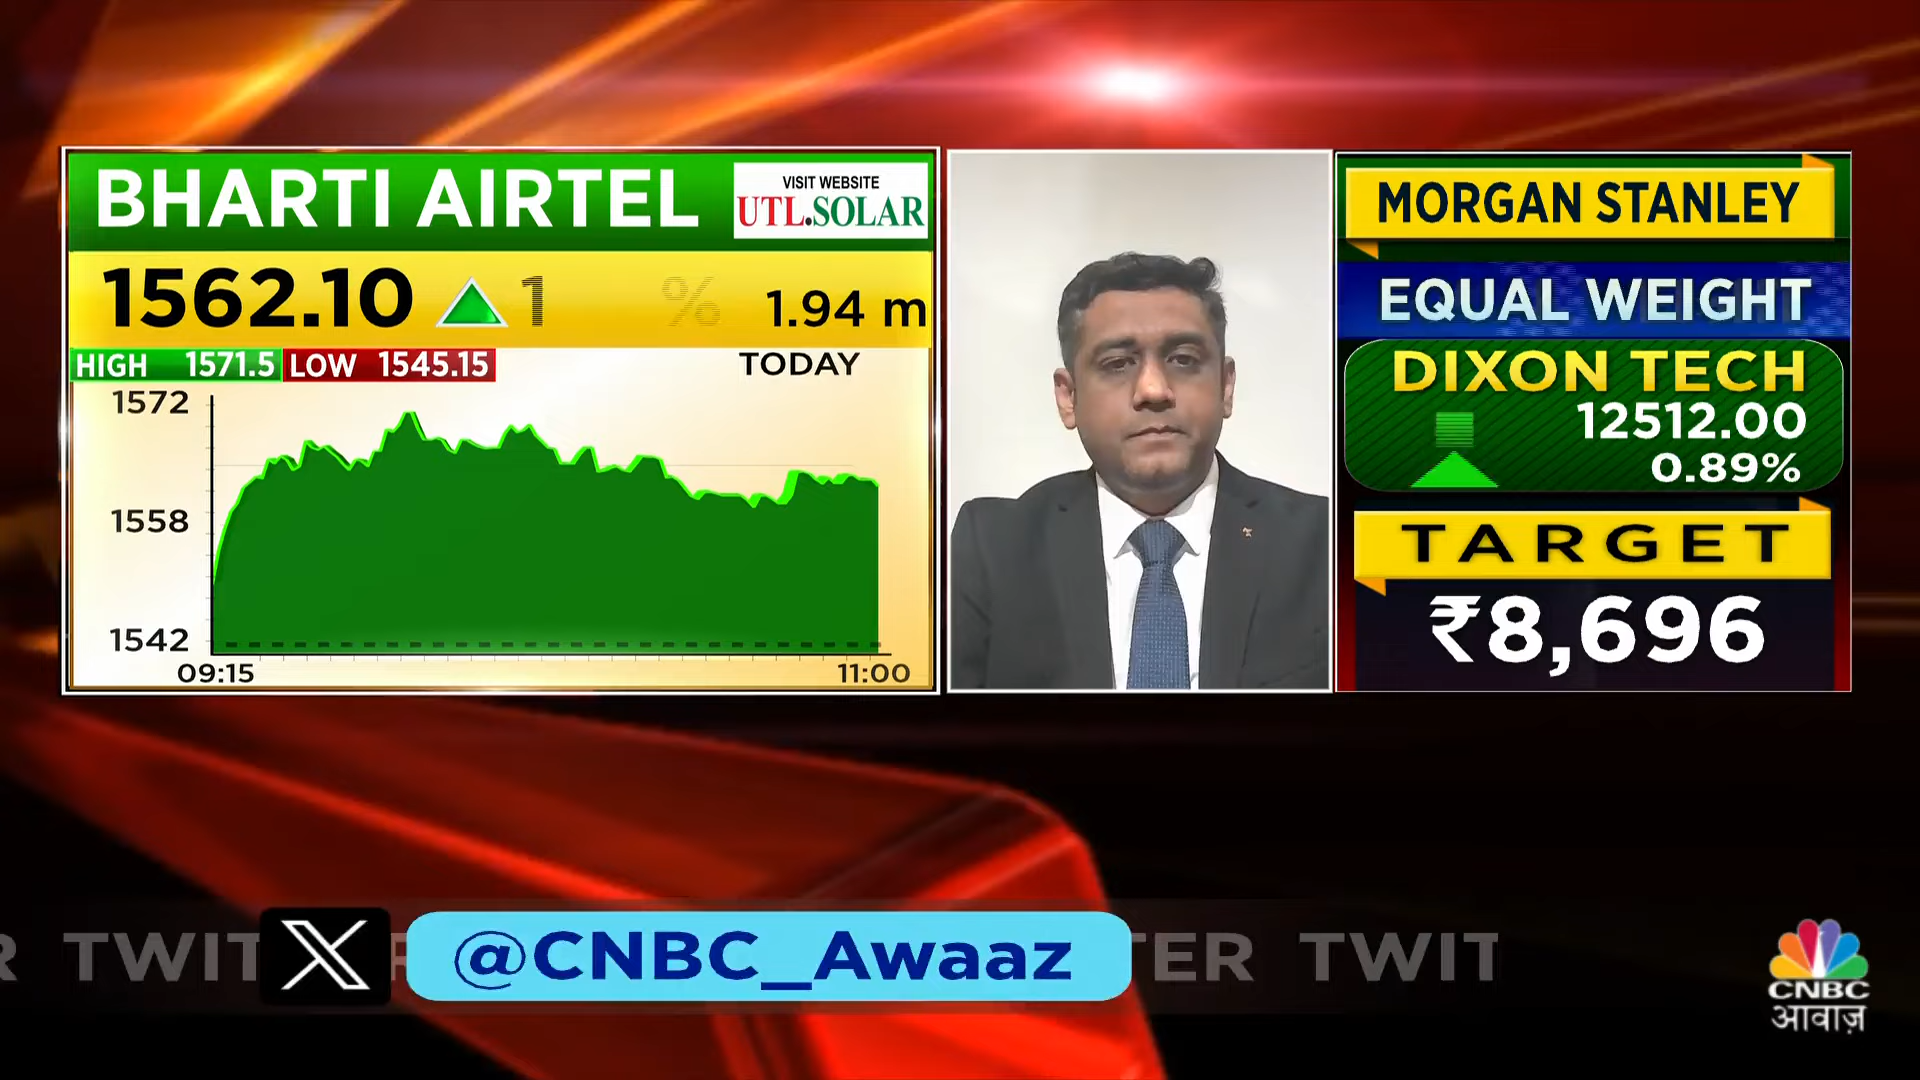 BHARTI AIRTEL
VISIT WEBSITE
UTL.SOLAR
1562.10 1 % 1.94 m
HIGH 1571.5 LOW 1545.15
TODAY
1572
1558
1542
09:15 11:00
MORGAN STANLEY
EQUAL WEIGHT
DIXON TECH
12512.00
0.89%
TARGET
₹8,696
R TWIT R @CNBC_Awaaz TER TWIT
CNBC
आवाज़